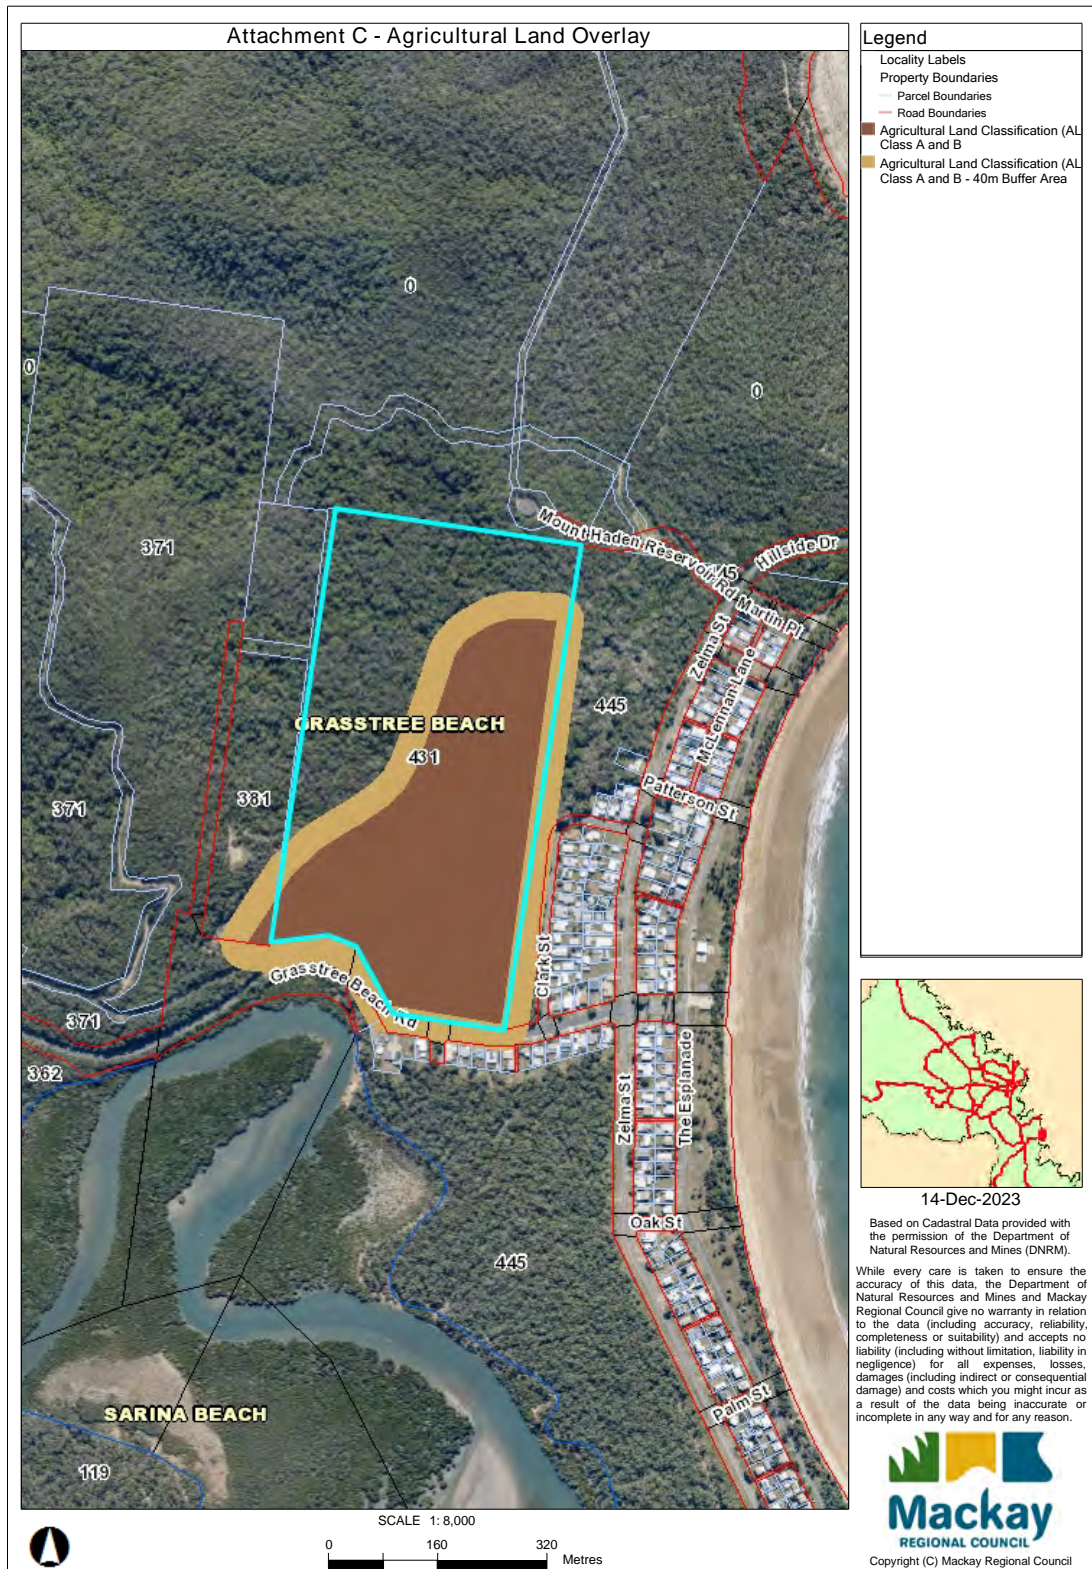 Attachment C - Agricultural Land Overlay
Legend
Locality Labels
Property Boundaries
Parcel Boundaries
Road Boundaries
Agricultural Land Classification (AL
Class A and B
Agricultural Land Classification (AL
Class A and B - 40m Buffer Area
0
0
0
Mount Haden Reservoir Rd
Hillside Dr
371
Martin Pl
Zelma St
McLennan Lane
445
GRASSTREE BEACH
431
381
371
Patterson St
Clark St
Grasstree Beach Rd
371
362
Zelma St
The Esplanade
Oak St
445
Palm St
SARINA BEACH
119
14-Dec-2023
Based on Cadastral Data provided with
the permission of the Department of
Natural Resources and Mines (DNRM).
While every care is taken to ensure the
accuracy of this data, the Department of
Natural Resources and Mines and Mackay
Regional Council give no warranty in relation
to the data (including accuracy, reliability,
completeness or suitability) and accepts no
liability (including without limitation, liability in
negligence) for all expenses, losses,
damages (including indirect or consequential
damage) and costs which you might incur as
a result of the data being inaccurate or
incomplete in any way and for any reason.
Mackay
REGIONAL COUNCIL
Copyright (C) Mackay Regional Council
SCALE 1: 8,000
0 160 320
Metres